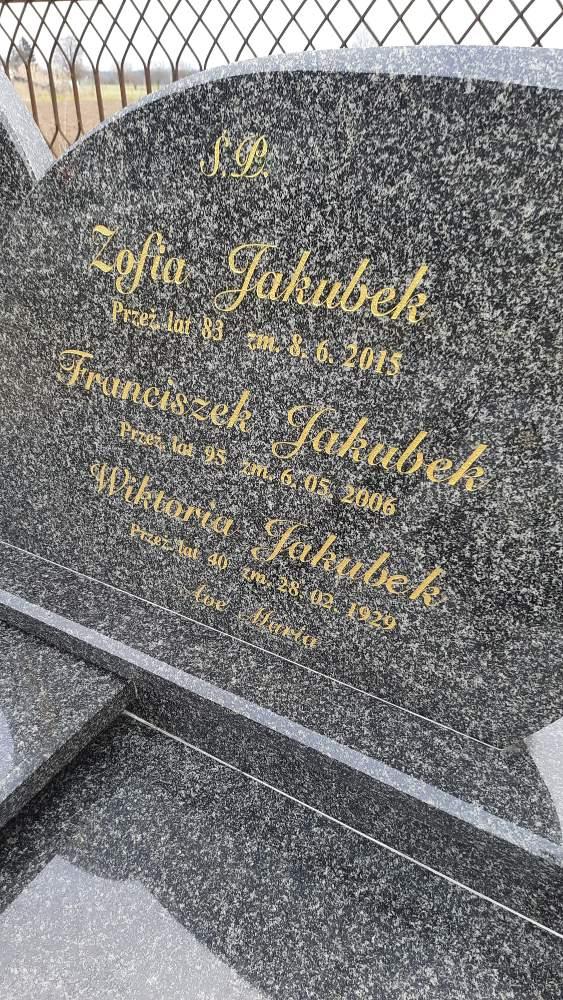 Ś.P.
Zofia Jakubek
Przeż. lat 83 zm. 8. 6. 2015
Franciszek Jakubek
Przeż. lat 95 zm. 6. 05. 2006
Wiktoria Jakubek
Przeż. lat 40 zm. 28. 02. 1929
Ave Maria